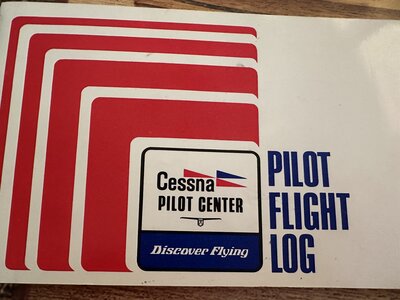 Cessna
PILOT CENTER
Discover Flying
PILOT
FLIGHT
LOG